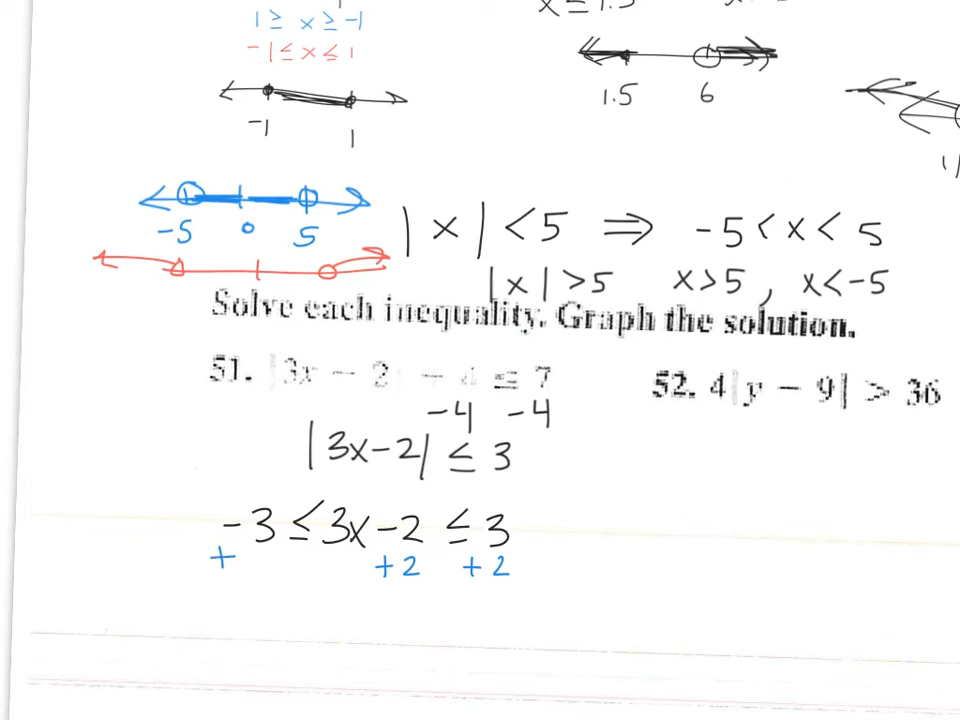 1 ≥ x ≥ -1
-1 ≤ x ≤ 1
1.5 6
-1 1
-5 0 5
|x| < 5 ⇒ -5 < x < 5
|x| > 5 x > 5 , x < -5
Solve each inequality. Graph the solution.
51. |3x − 2| + 4 ≤ 7 52. 4|y − 9| > 36
-4 -4
|3x-2| ≤ 3
-3 ≤ 3x -2 ≤ 3
+ +2 +2